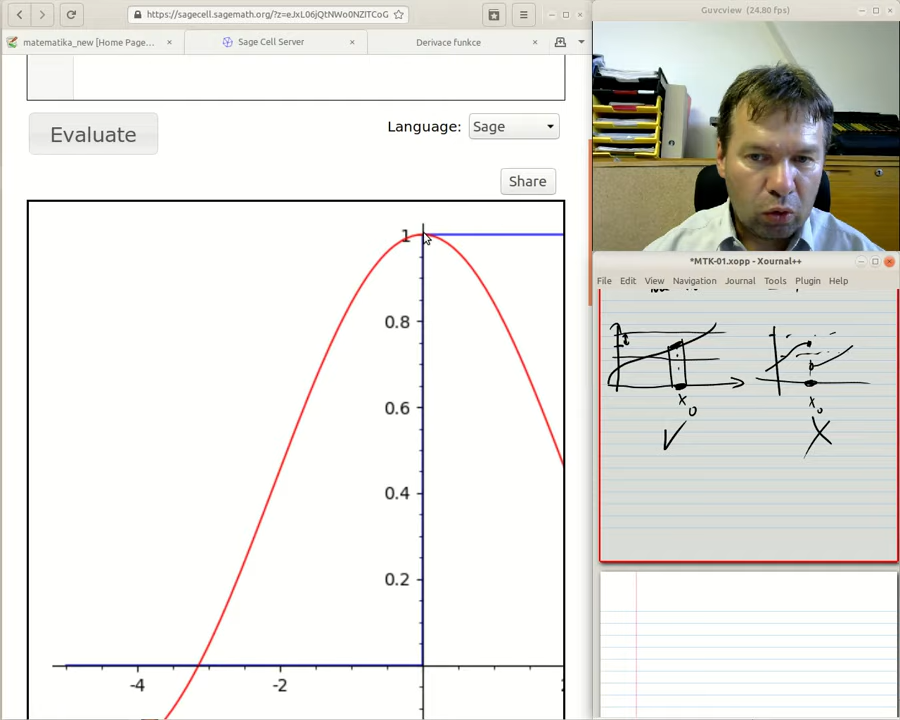 https://sagecell.sagemath.org/?z=eJxL06jQtNWo0NZITCoG
matematika_new [Home Page... × Sage Cell Server × Derivace funkce ×
Evaluate
Language: Sage
Share
1
0.8
0.6
0.4
0.2
-4 -2
Guvcview (24.80 fps)
*MTK-01.xopp - Xournal++
File Edit View Navigation Journal Tools Plugin Help
x0 x0